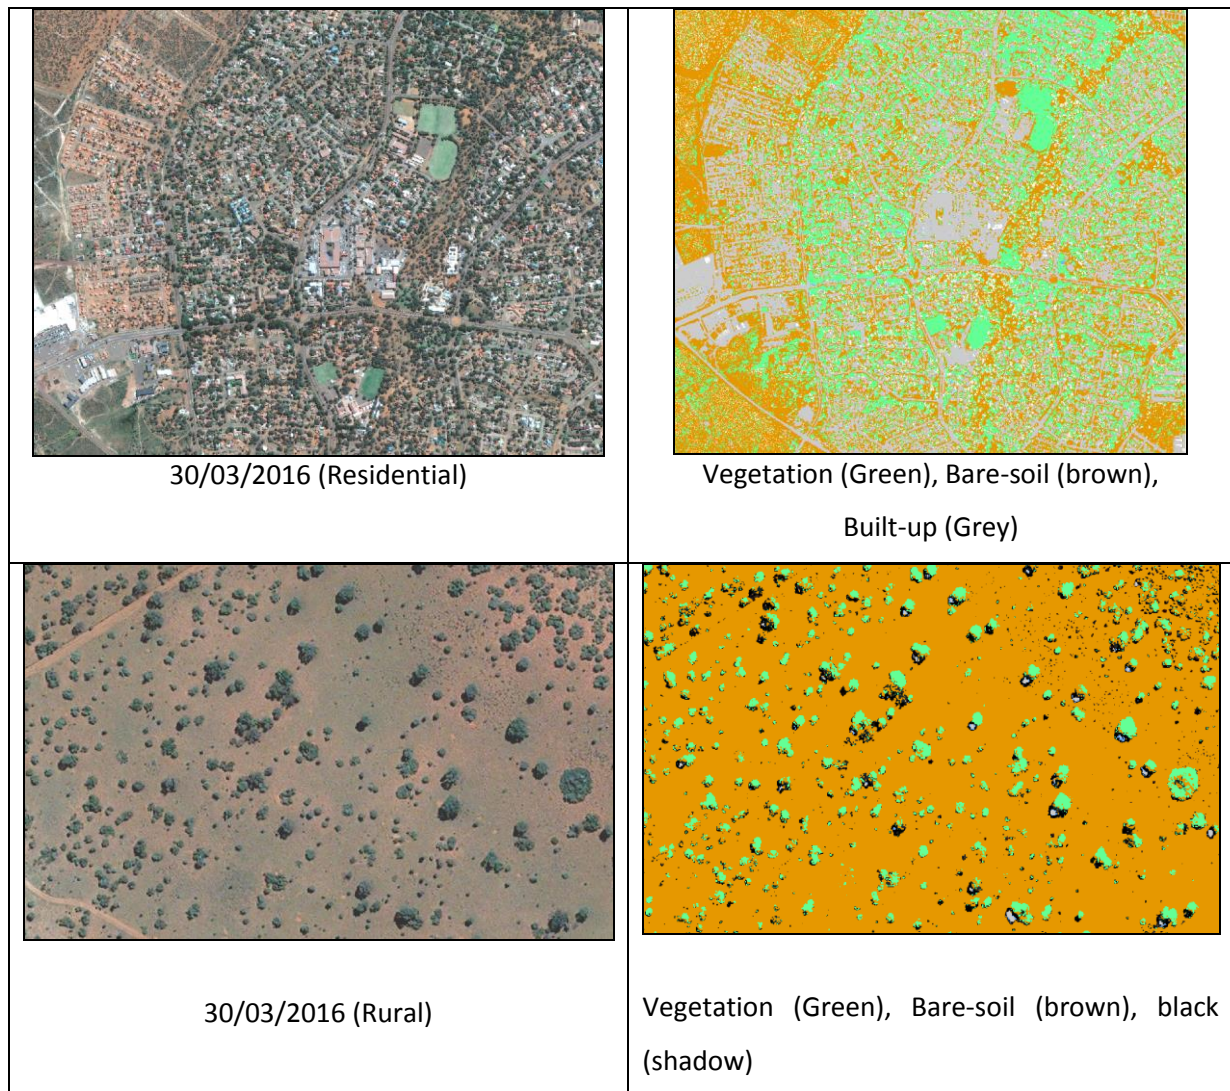 30/03/2016 (Residential)
Vegetation (Green), Bare-soil (brown),
Built-up (Grey)
30/03/2016 (Rural)
Vegetation (Green), Bare-soil (brown), black
(shadow)